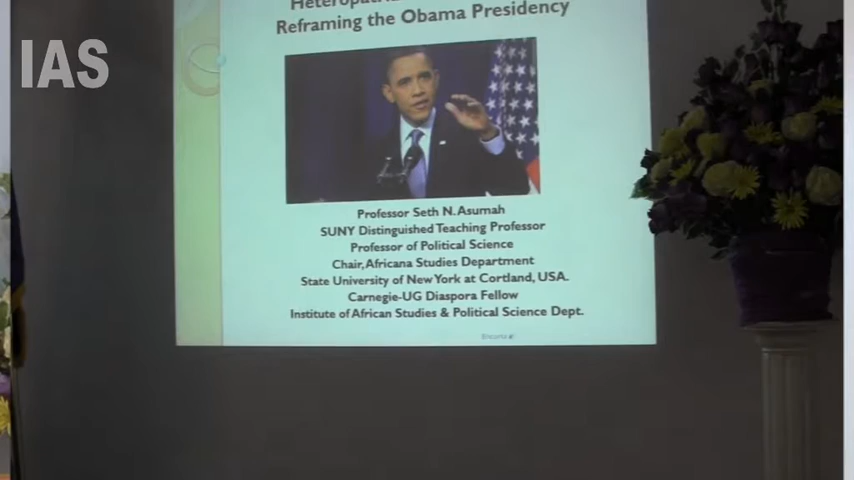 IAS
Reframing the Obama Presidency
Professor Seth N. Asumah
SUNY Distinguished Teaching Professor
Professor of Political Science
Chair, Africana Studies Department
State University of New York at Cortland, USA.
Carnegie-UG Diaspora Fellow
Institute of African Studies & Political Science Dept.